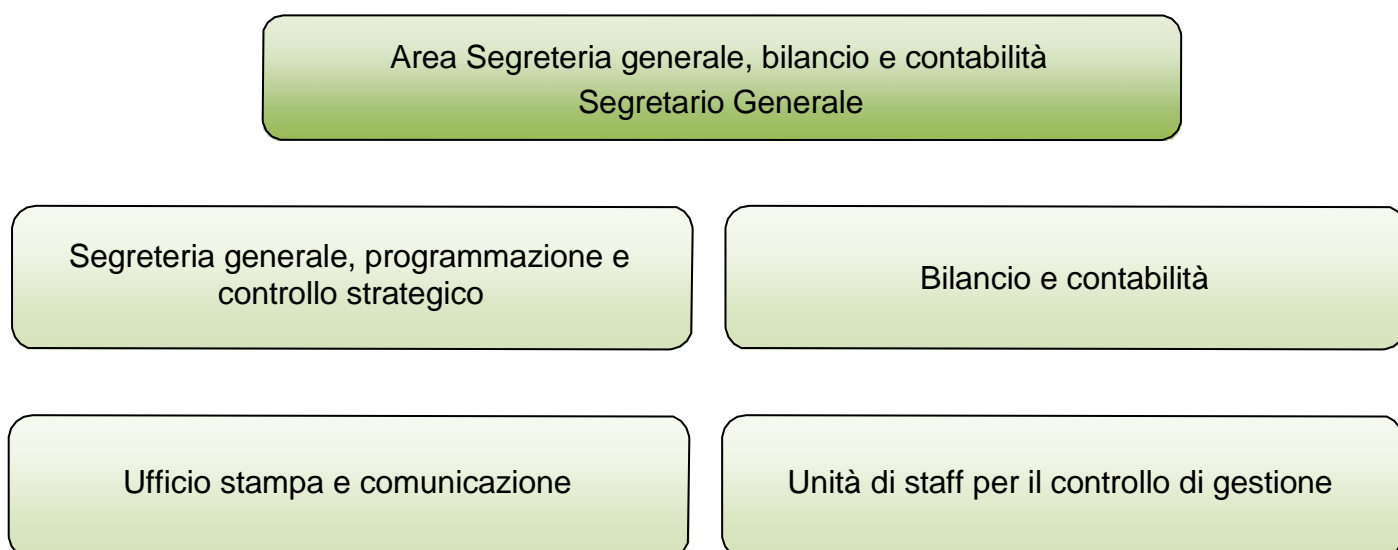 Area Segreteria generale, bilancio e contabilità
Segretario Generale
Segreteria generale, programmazione e
controllo strategico
Bilancio e contabilità
Ufficio stampa e comunicazione
Unità di staff per il controllo di gestione